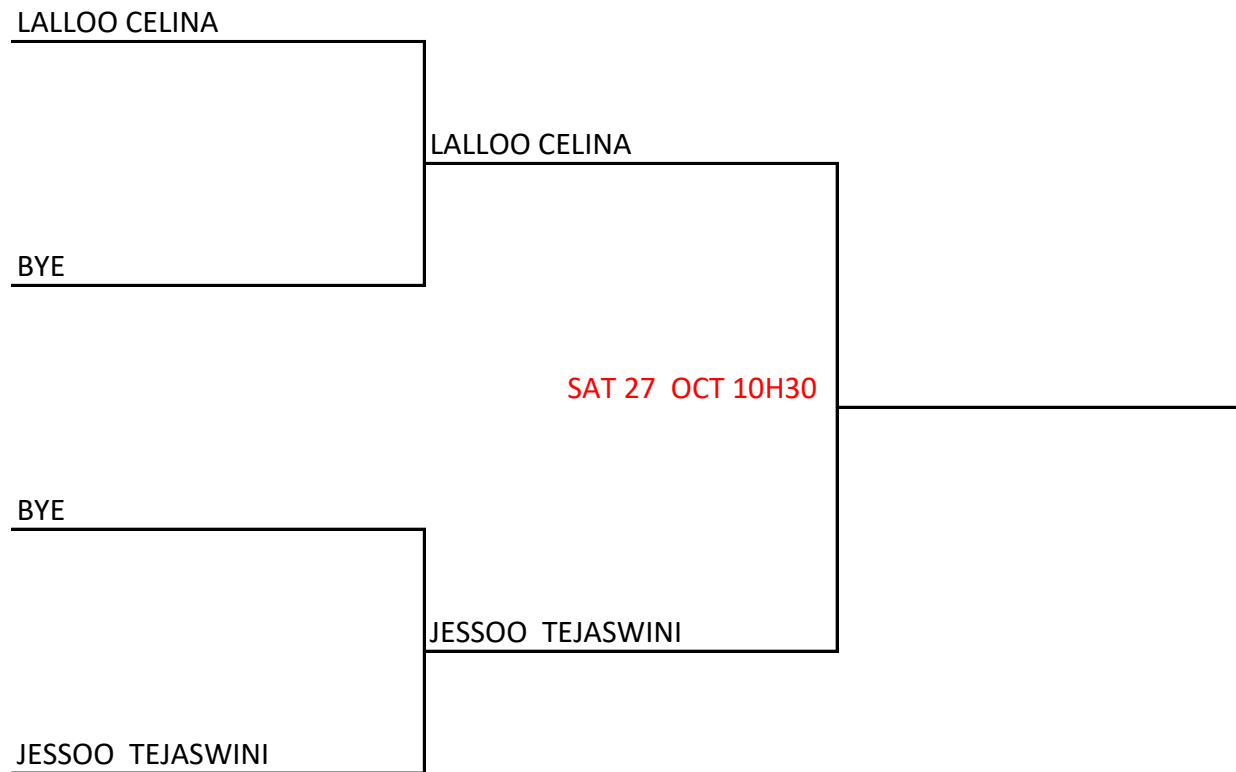 LALLOO CELINA
LALLOO CELINA
BYE
SAT 27  OCT 10H30
BYE
JESSOO  TEJASWINI
JESSOO  TEJASWINI